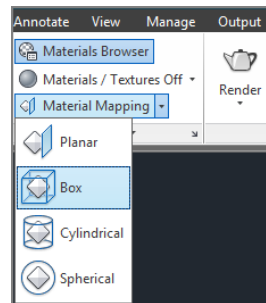 Annotate View Manage Output
Materials Browser
Materials / Textures Off
Material Mapping
Render
Planar
Box
Cylindrical
Spherical